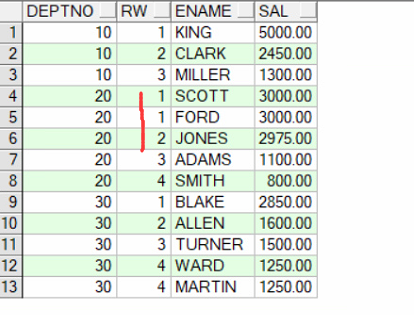 DEPTNO RW ENAME SAL
1 10 1 KING 5000.00
2 10 2 CLARK 2450.00
3 10 3 MILLER 1300.00
4 20 1 SCOTT 3000.00
5 20 1 FORD 3000.00
6 20 2 JONES 2975.00
7 20 3 ADAMS 1100.00
8 20 4 SMITH 800.00
9 30 1 BLAKE 2850.00
10 30 2 ALLEN 1600.00
11 30 3 TURNER 1500.00
12 30 4 WARD 1250.00
13 30 4 MARTIN 1250.00